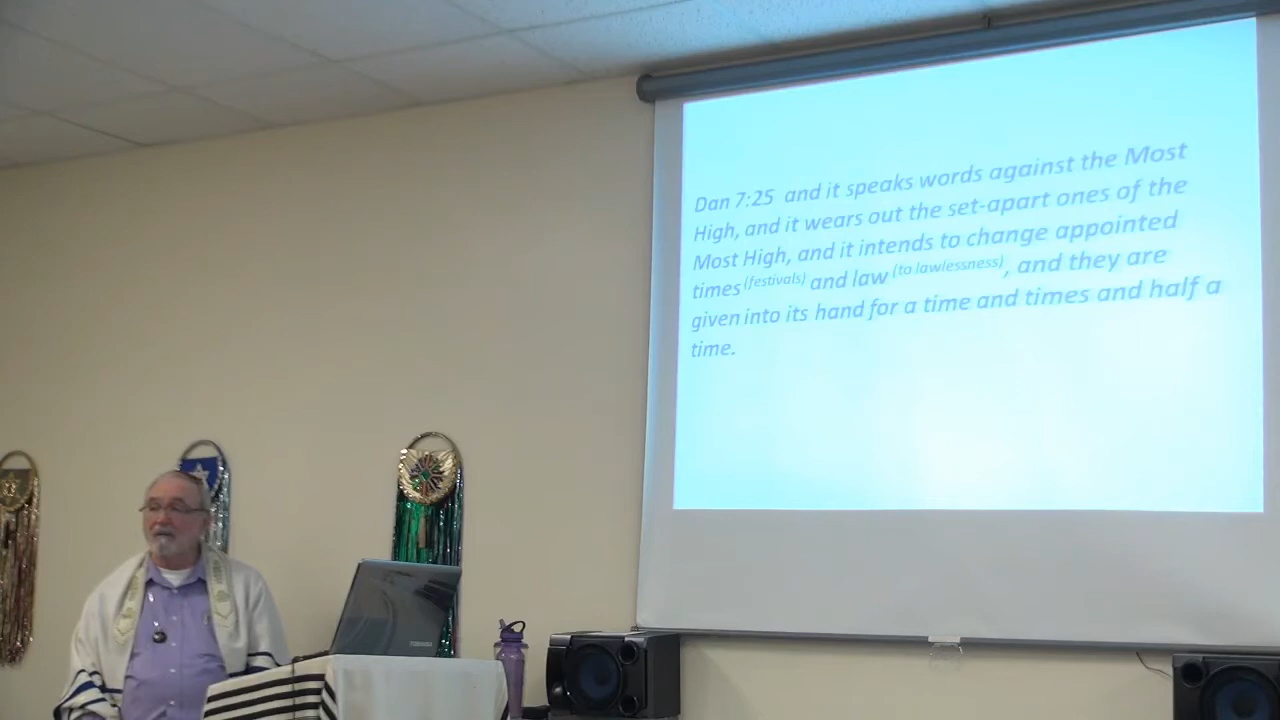 Dan 7:25 and it speaks words against the Most
High, and it wears out the set-apart ones of the
Most High, and it intends to change appointed
times (festivals) and law (to lawlessness), and they are
given into its hand for a time and times and half a
time.
TOSHIBA